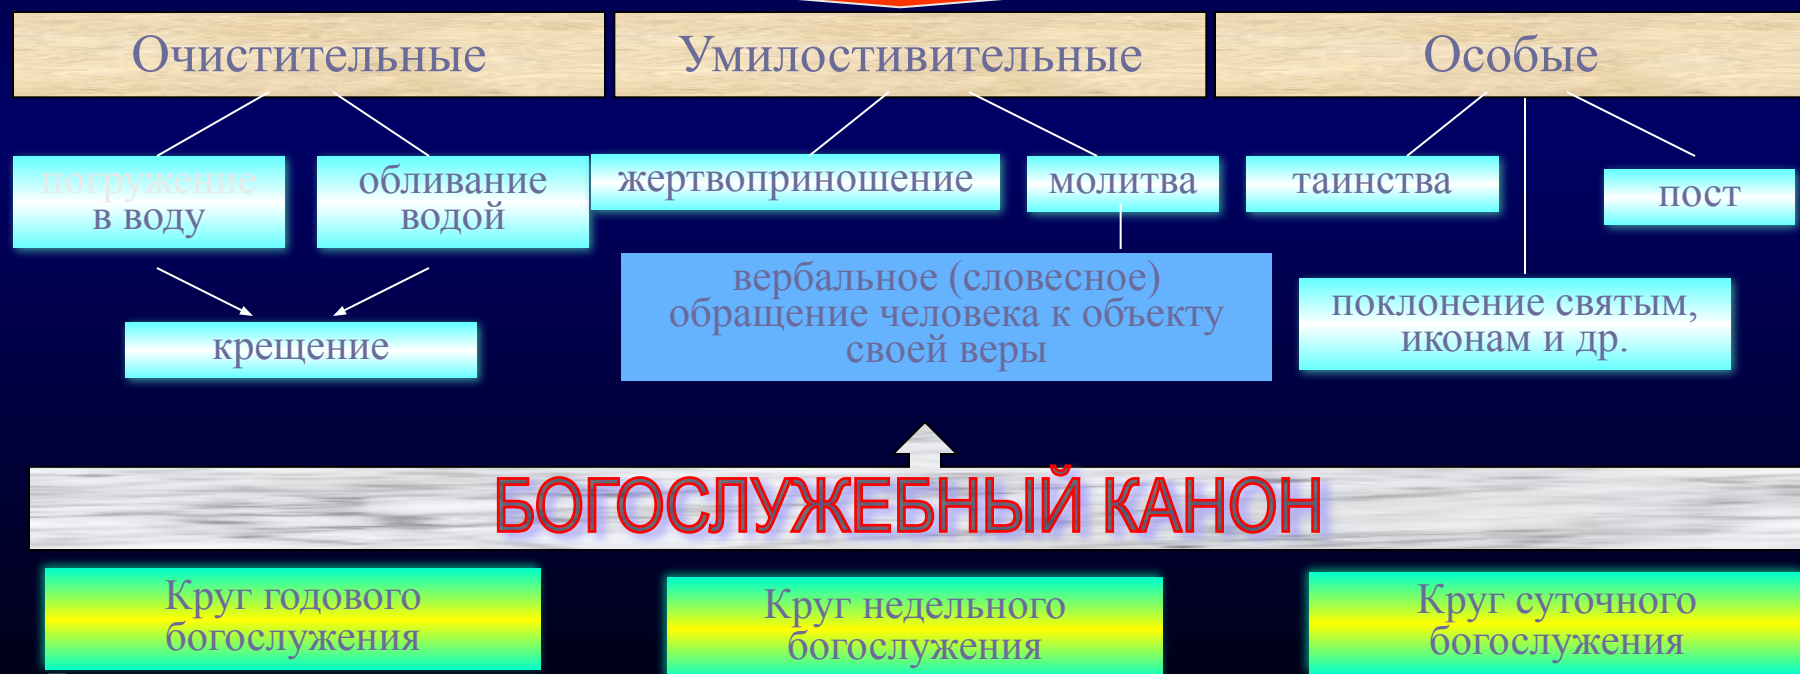 Очистительные
Умилостивительные
Особые
погружение
в воду
обливание
водой
жертвоприношение
молитва
таинства
пост
вербальное (словесное)
обращение человека к объекту
своей веры
поклонение святым,
иконам и др.
крещение
БОГОСЛУЖЕБНЫЙ КАНОН
Круг годового
богослужения
Круг недельного
богослужения
Круг суточного
богослужения